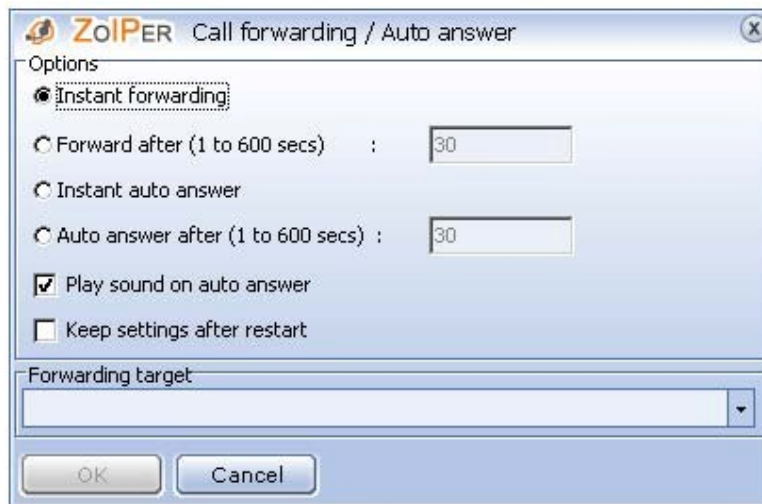 ZOIPER Call forwarding / Auto answer
Options
Instant forwarding
Forward after (1 to 600 secs) : 30
Instant auto answer
Auto answer after (1 to 600 secs) : 30
Play sound on auto answer
Keep settings after restart
Forwarding target
OK Cancel